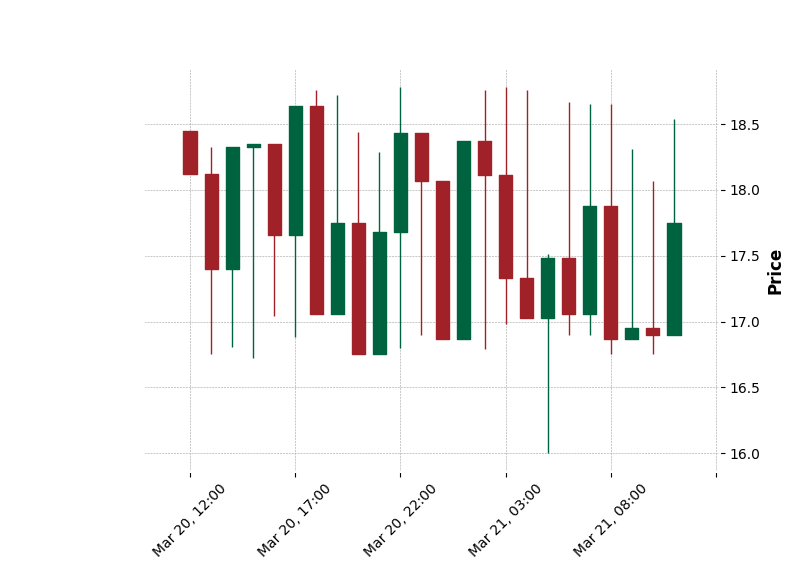 18.5
18.0
17.5
17.0
16.5
16.0
Price
Mar 20, 12:00
Mar 20, 17:00
Mar 20, 22:00
Mar 21, 03:00
Mar 21, 08:00